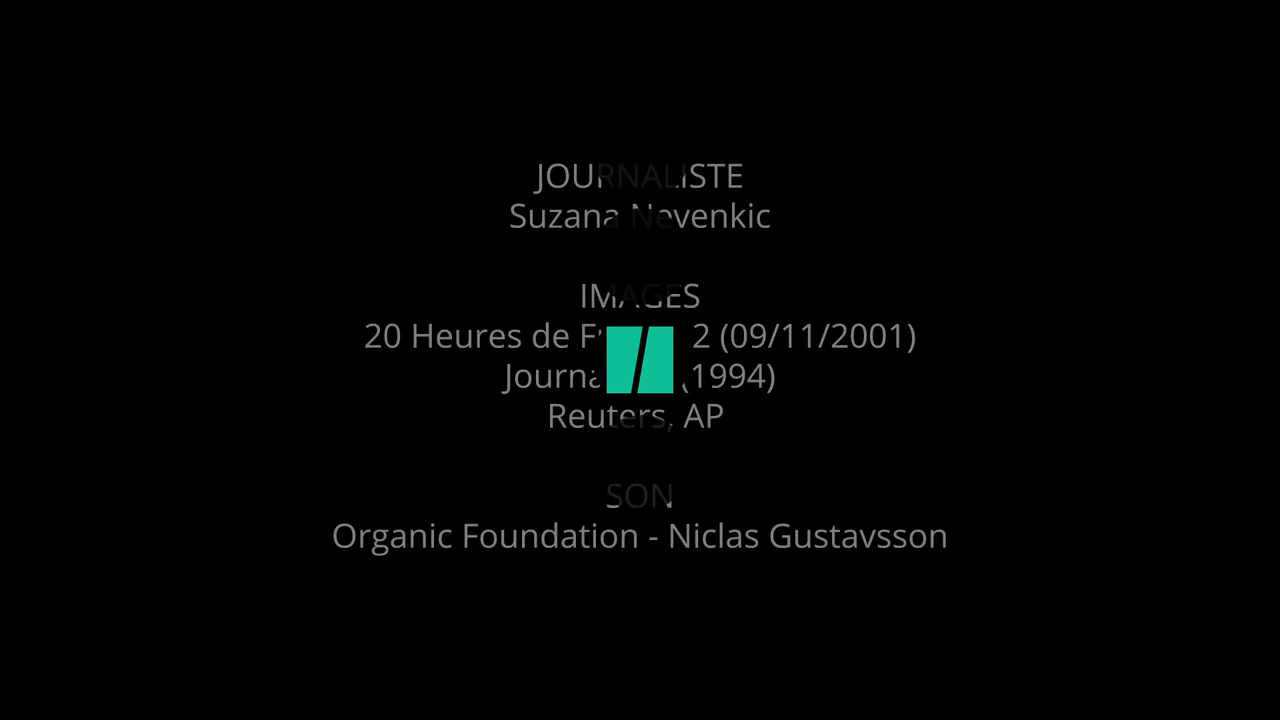 JOURNALISTE
Suzana Nevenkic
IMAGES
20 Heures de 2 (09/11/2001)
(1994)
Reuters, AP
SON
Organic Foundation - Niclas Gustavsson